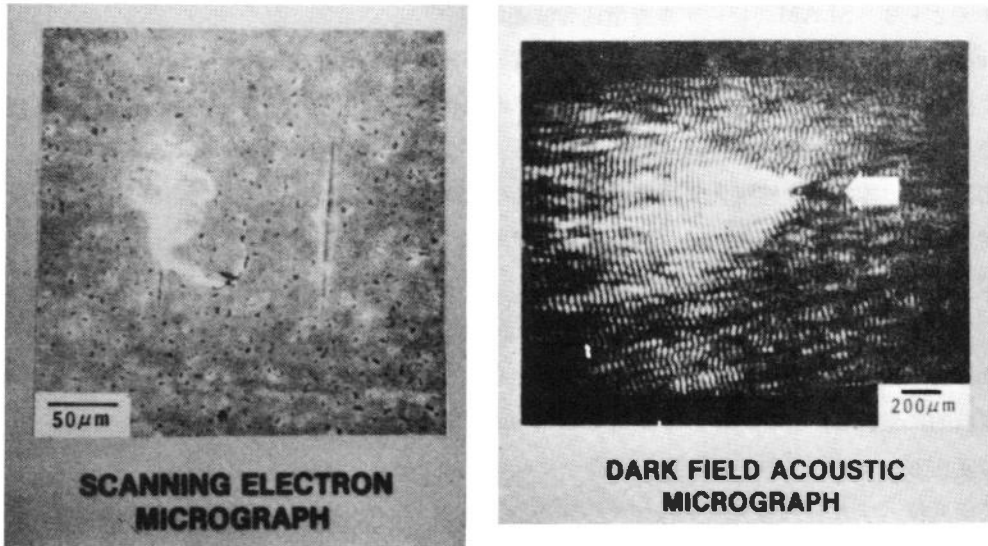 50μm
SCANNING ELECTRON
MICROGRAPH
200μm
DARK FIELD ACOUSTIC
MICROGRAPH